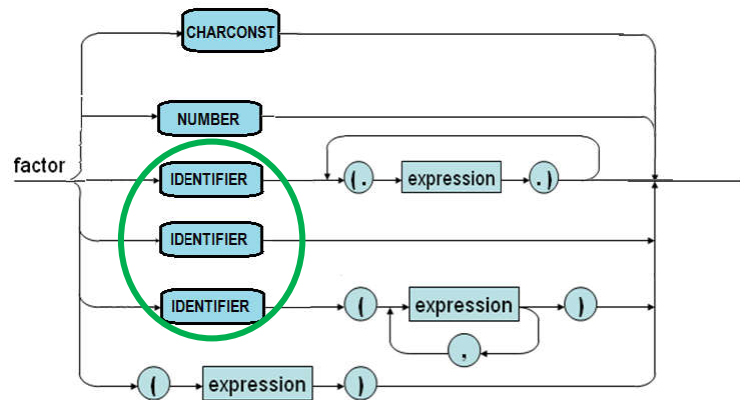 CHARCONST
NUMBER
factor
IDENTIFIER (. expression .)
IDENTIFIER
IDENTIFIER ( expression )
,
( expression )